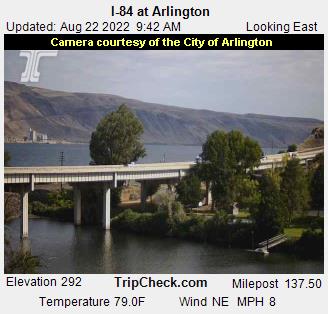 I-84 at Arlington
Updated: Aug 22 2022 9:42 AM Looking East
Camera courtesy of the City of Arlington
Elevation 292 TripCheck.com Milepost 137.50
Temperature 79.0F Wind NE MPH 8